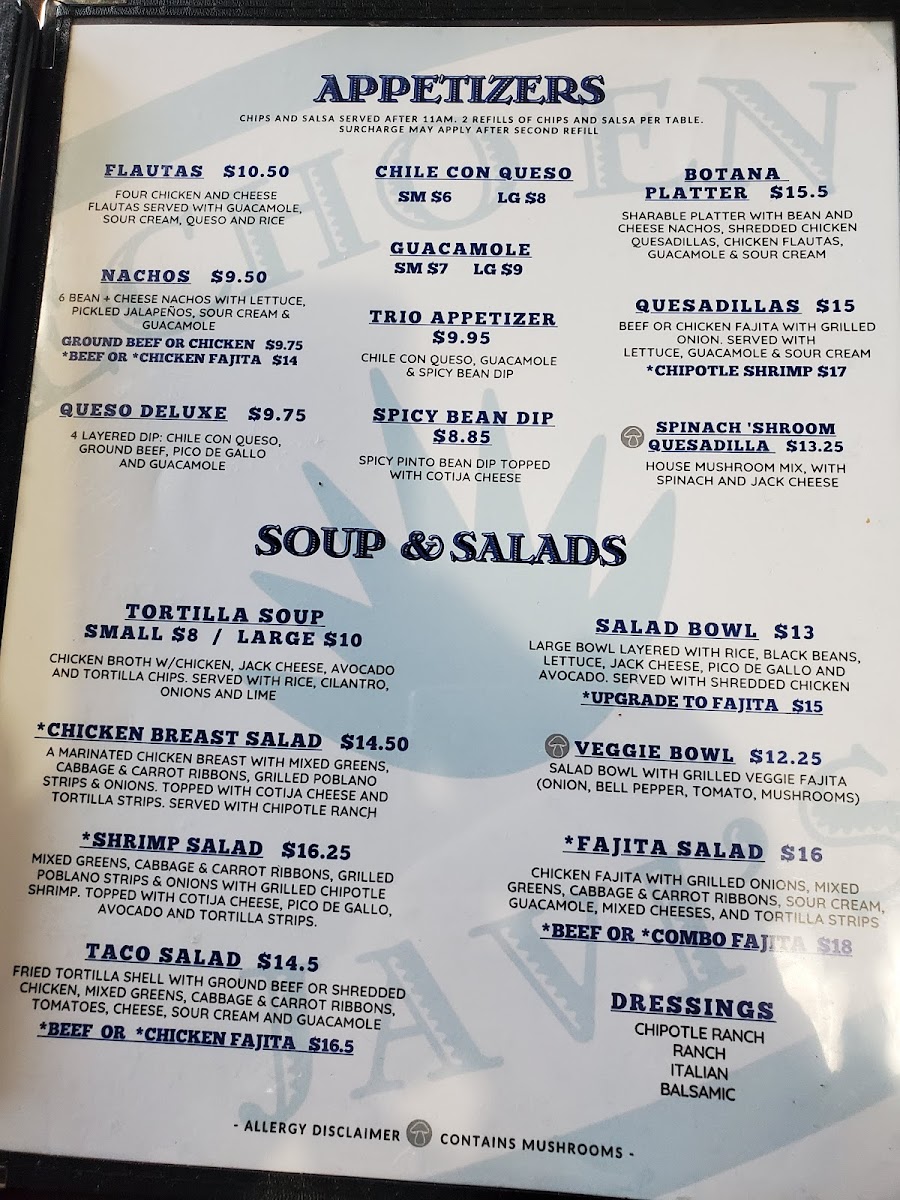 APPETIZERS
CHIPS AND SALSA SERVED AFTER 11AM. 2 REFILLS OF CHIPS AND SALSA PER TABLE.
SURCHARGE MAY APPLY AFTER SECOND REFILL
FLAUTAS $10.50
FOUR CHICKEN AND CHEESE
FLAUTAS SERVED WITH GUACAMOLE,
SOUR CREAM, QUESO AND RICE
NACHOS $9.50
6 BEAN + CHEESE NACHOS WITH LETTUCE,
PICKLED JALAPEÑOS, SOUR CREAM &
GUACAMOLE
GROUND BEEF OR CHICKEN $9.75
*BEEF OR *CHICKEN FAJITA $14
QUESO DELUXE $9.75
4 LAYERED DIP: CHILE CON QUESO,
GROUND BEEF, PICO DE GALLO
AND GUACAMOLE
CHILE CON QUESO
SM $6 LG $8
GUACAMOLE
SM $7 LG $9
TRIO APPETIZER
$9.95
CHILE CON QUESO, GUACAMOLE
& SPICY BEAN DIP
SPICY BEAN DIP
$8.85
SPICY PINTO BEAN DIP TOPPED
WITH COTIJA CHEESE
BOTANA
PLATTER $15.5
SHARABLE PLATTER WITH BEAN AND
CHEESE NACHOS, SHREDDED CHICKEN
QUESADILLAS, CHICKEN FLAUTAS,
GUACAMOLE & SOUR CREAM
QUESADILLAS $15
BEEF OR CHICKEN FAJITA WITH GRILLED
ONION. SERVED WITH
LETTUCE, GUACAMOLE & SOUR CREAM
*CHIPOTLE SHRIMP $17
SPINACH 'SHROOM
QUESADILLA $13.25
HOUSE MUSHROOM MIX, WITH
SPINACH AND JACK CHEESE
SOUP & SALADS
TORTILLA SOUP
SMALL $8 / LARGE $10
CHICKEN BROTH W/CHICKEN, JACK CHEESE, AVOCADO
AND TORTILLA CHIPS. SERVED WITH RICE, CILANTRO,
ONIONS AND LIME
*CHICKEN BREAST SALAD $14.50
A MARINATED CHICKEN BREAST WITH MIXED GREENS,
CABBAGE & CARROT RIBBONS, GRILLED POBLANO
STRIPS & ONIONS. TOPPED WITH COTIJA CHEESE AND
TORTILLA STRIPS. SERVED WITH CHIPOTLE RANCH
*SHRIMP SALAD $16.25
MIXED GREENS, CABBAGE & CARROT RIBBONS, GRILLED
POBLANO STRIPS & ONIONS WITH GRILLED CHIPOTLE
SHRIMP. TOPPED WITH COTIJA CHEESE, PICO DE GALLO,
AVOCADO AND TORTILLA STRIPS.
TACO SALAD $14.5
FRIED TORTILLA SHELL WITH GROUND BEEF OR SHREDDED
CHICKEN, MIXED GREENS, CABBAGE & CARROT RIBBONS,
TOMATOES, CHEESE, SOUR CREAM AND GUACAMOLE
*BEEF OR *CHICKEN FAJITA $16.5
SALAD BOWL $13
LARGE BOWL LAYERED WITH RICE, BLACK BEANS,
LETTUCE, JACK CHEESE, PICO DE GALLO AND
AVOCADO. SERVED WITH SHREDDED CHICKEN
*UPGRADE TO FAJITA $15
VEGGIE BOWL $12.25
SALAD BOWL WITH GRILLED VEGGIE FAJITA
(ONION, BELL PEPPER, TOMATO, MUSHROOMS)
*FAJITA SALAD $16
CHICKEN FAJITA WITH GRILLED ONIONS, MIXED
GREENS, CABBAGE & CARROT RIBBONS, SOUR CREAM,
GUACAMOLE, MIXED CHEESES, AND TORTILLA STRIPS
*BEEF OR *COMBO FAJITA $18
DRESSINGS
CHIPOTLE RANCH
RANCH
ITALIAN
BALSAMIC
- ALLERGY DISCLAIMER CONTAINS MUSHROOMS -
JAVI'S